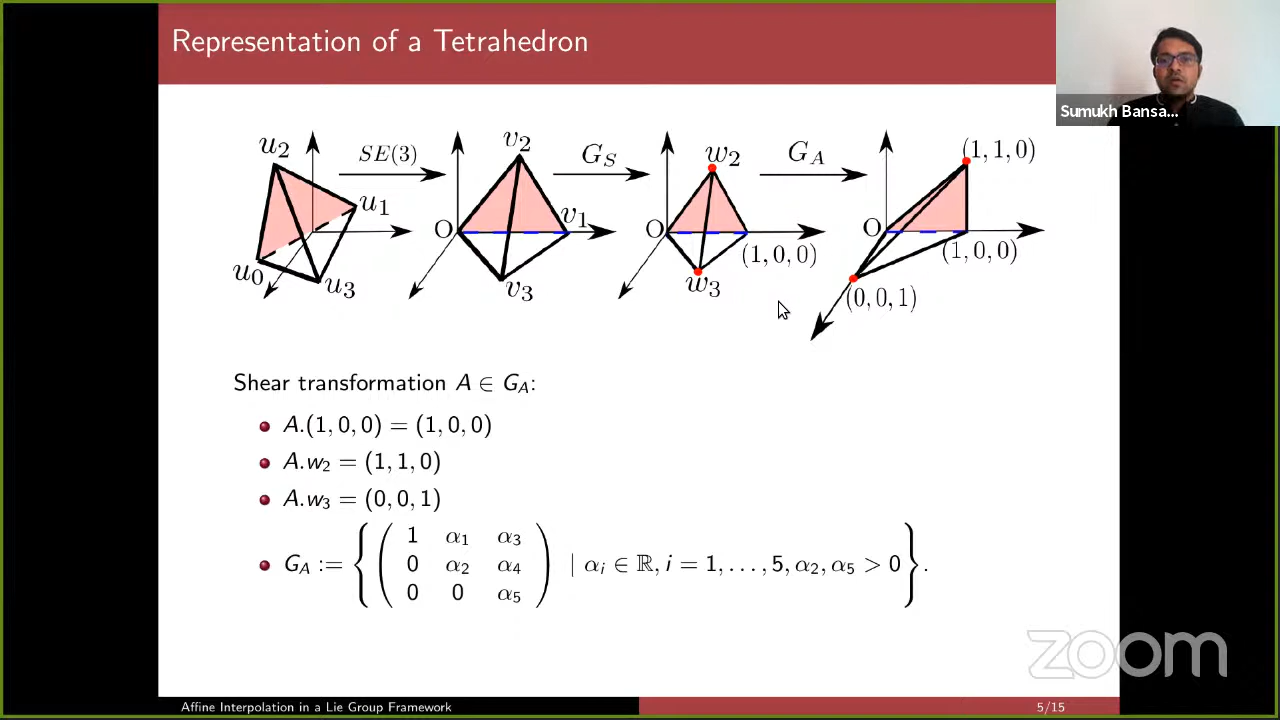 Representation of a Tetrahedron
Sumukh Bansa...
u₂ u₁ u₀ u₃
SE(3)
v₂ O v₁ v₃
G_S
w₂ O (1, 0, 0) w₃
G_A
(1, 1, 0) O (1, 0, 0) (0, 0, 1)
Shear transformation A ∈ G_A:
A.(1, 0, 0) = (1, 0, 0)
A.w₂ = (1, 1, 0)
A.w₃ = (0, 0, 1)
G_A := { ( 1 α₁ α₃
0 α₂ α₄
0 0 α₅ ) | αᵢ ∈ ℝ, i = 1, . . . , 5, α₂, α₅ > 0 }.
zoom
Affine Interpolation in a Lie Group Framework
5/15